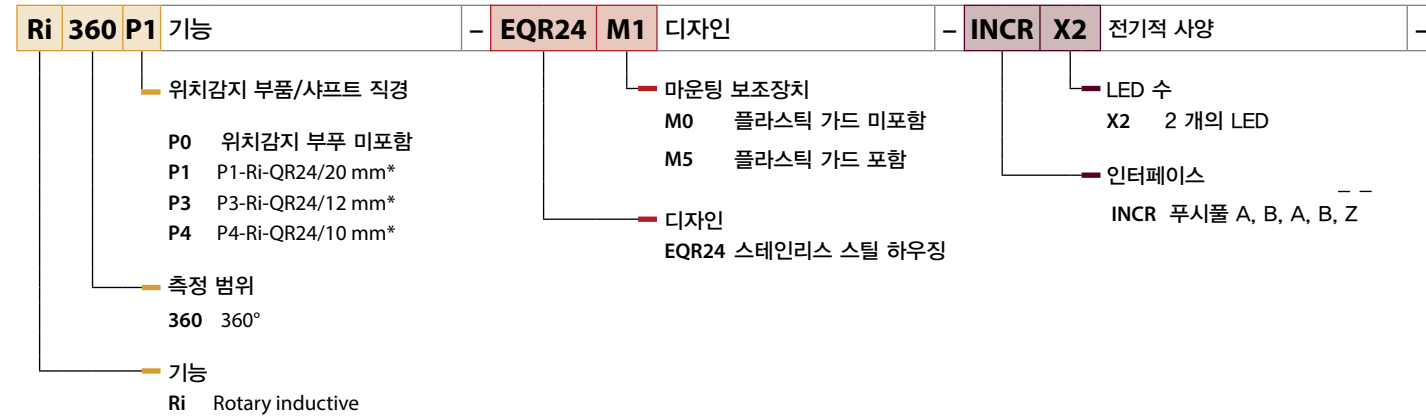 Ri 360 P1 기능 – EQR24 M1 디자인 – INCR X2 전기적 사양 –
위치감지 부품/샤프트 직경
P0 위치감지 부푸 미포함
P1 P1-Ri-QR24/20 mm*
P3 P3-Ri-QR24/12 mm*
P4 P4-Ri-QR24/10 mm*
측정 범위
360 360°
기능
Ri Rotary inductive
마운팅 보조장치
M0 플라스틱 가드 미포함
M5 플라스틱 가드 포함
디자인
EQR24 스테인리스 스틸 하우징
LED 수
X2 2 개의 LED
인터페이스
INCR 푸시풀 A, B, A, B, Z